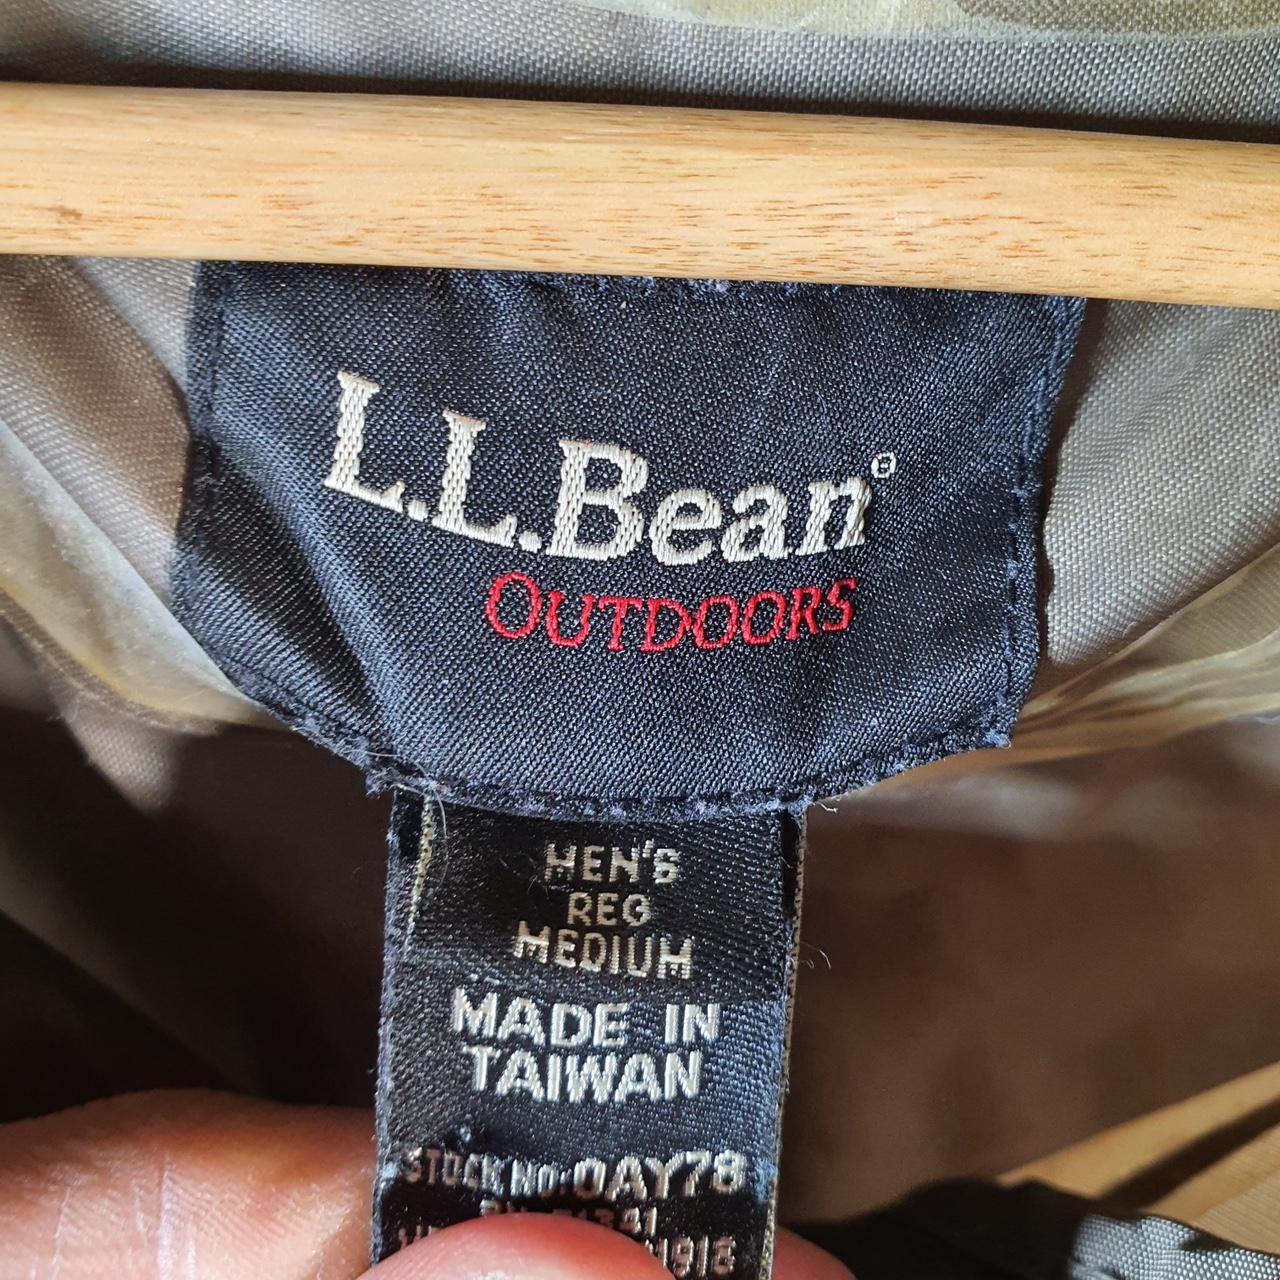 L.L.Bean®
OUTDOORS
MEN'S
REG
MEDIUM
MADE IN
TAIWAN
STOCK NO: 0AY78